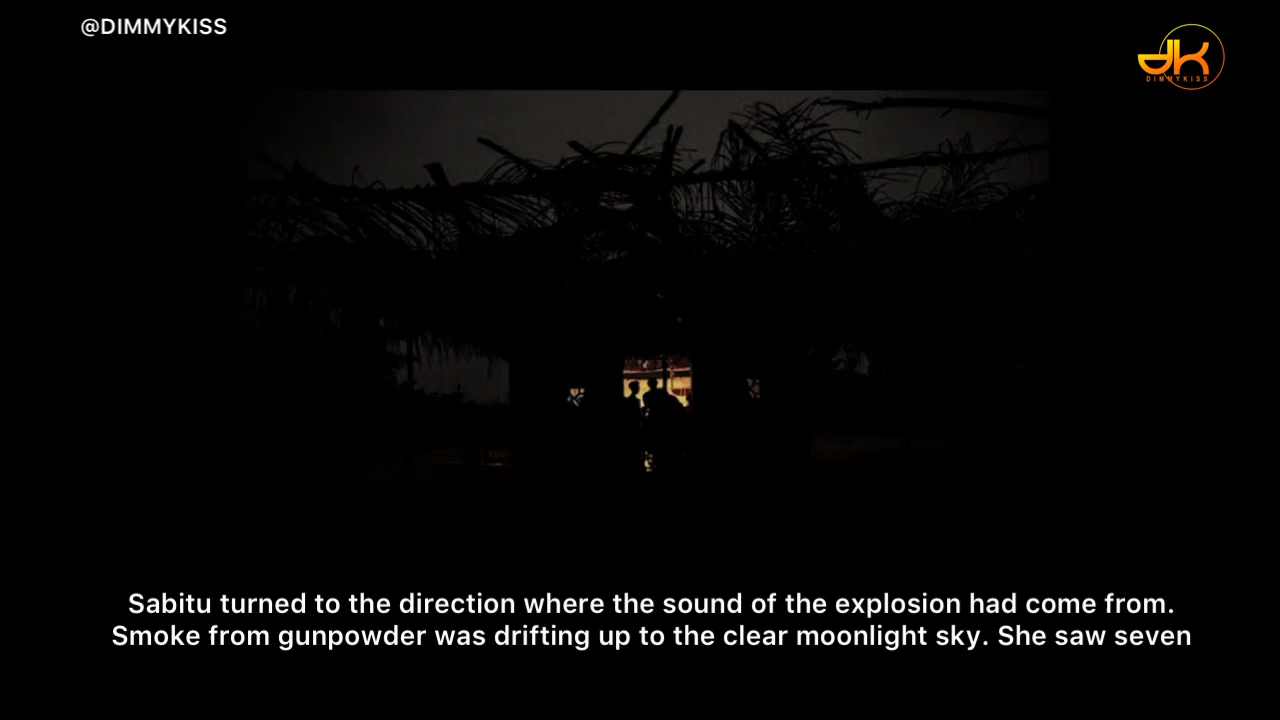 @DIMMYKISS
JK
DIMMYKISS
Sabitu turned to the direction where the sound of the explosion had come from.
Smoke from gunpowder was drifting up to the clear moonlight sky. She saw seven